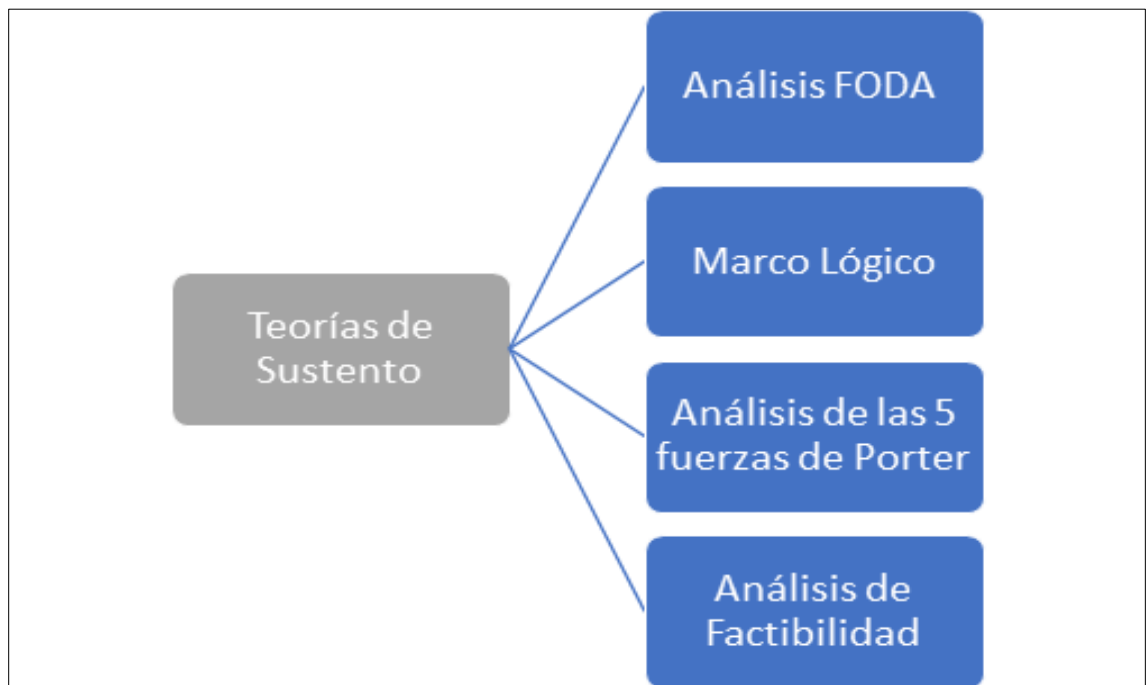 Análisis FODA
Marco Lógico
Teorías de
Sustento
Análisis de las 5
fuerzas de Porter
Análisis de
Factibilidad